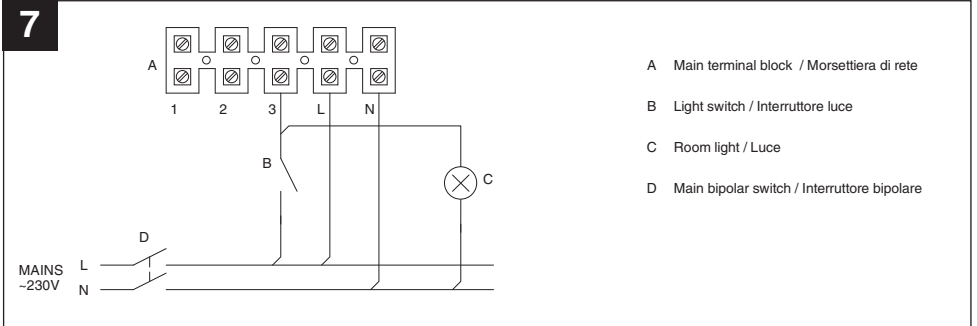 7
A
1 2 3 L N
B
C
D
MAINS L
~230V N
A Main terminal block / Morsettiera di rete
B Light switch / Interruttore luce
C Room light / Luce
D Main bipolar switch / Interruttore bipolare